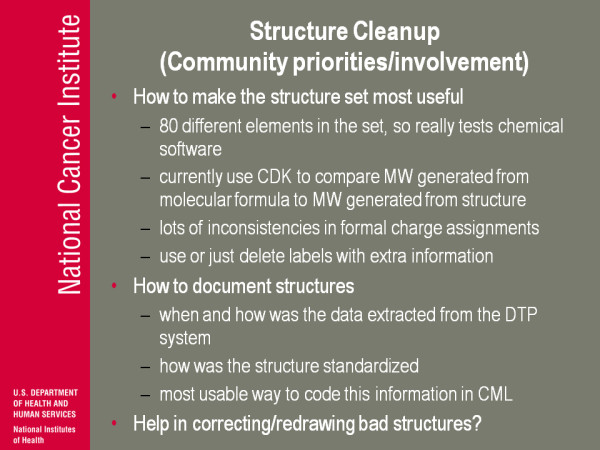 National Cancer Institute
U.S. DEPARTMENT
OF HEALTH AND
HUMAN SERVICES
National Institutes
of Health
Structure Cleanup
(Community priorities/involvement)
• How to make the structure set most useful
– 80 different elements in the set, so really tests chemical
software
– currently use CDK to compare MW generated from
molecular formula to MW generated from structure
– lots of inconsistencies in formal charge assignments
– use or just delete labels with extra information
• How to document structures
– when and how was the data extracted from the DTP
system
– how was the structure standardized
– most usable way to code this information in CML
• Help in correcting/redrawing bad structures?